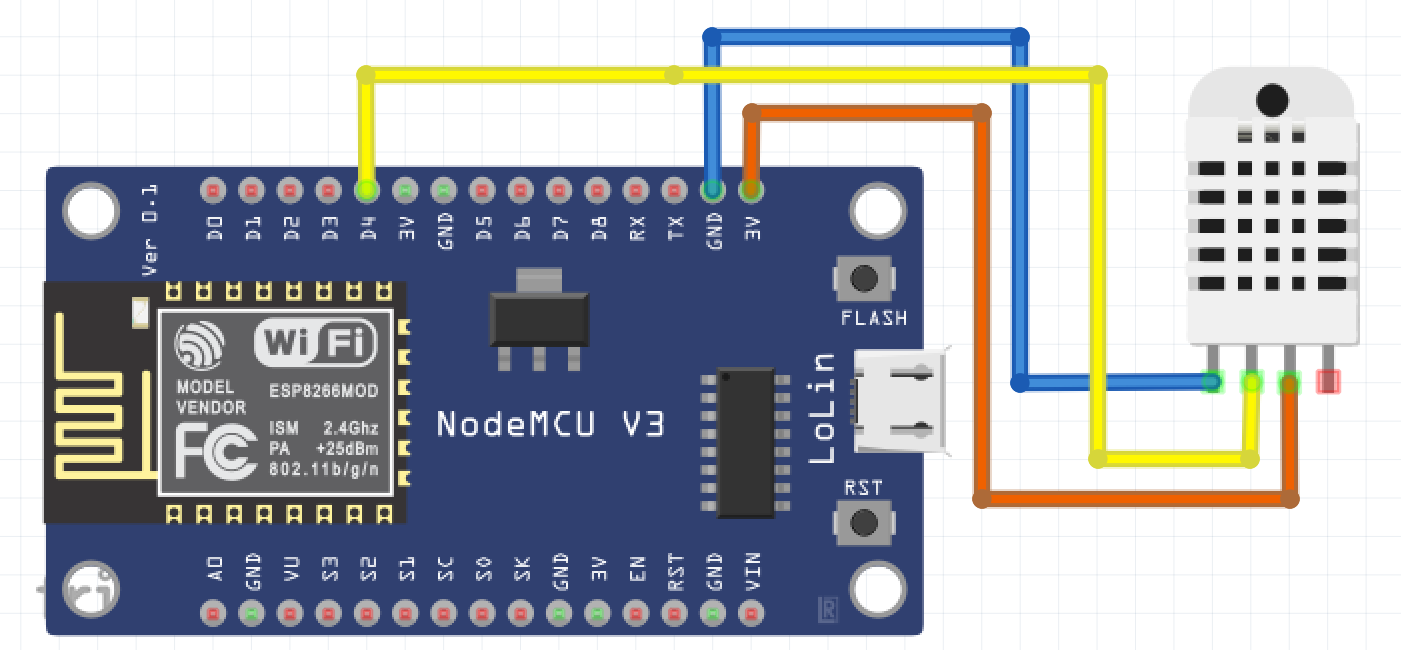 Ver 0.1
D0 D1 D2 D3 D4 3V GND D5 D6 D7 D8 RX TX GND 3V
FLASH
WiFi
MODEL
VENDOR
ESP8266MOD
FC
ISM 2.4Ghz
PA +25dBm
802.11b/g/n
NodeMCU V3
LoLin
RST
A0 GND VU S3 S2 S1 SC S0 SK GND 3V EN RST GND VIN
R